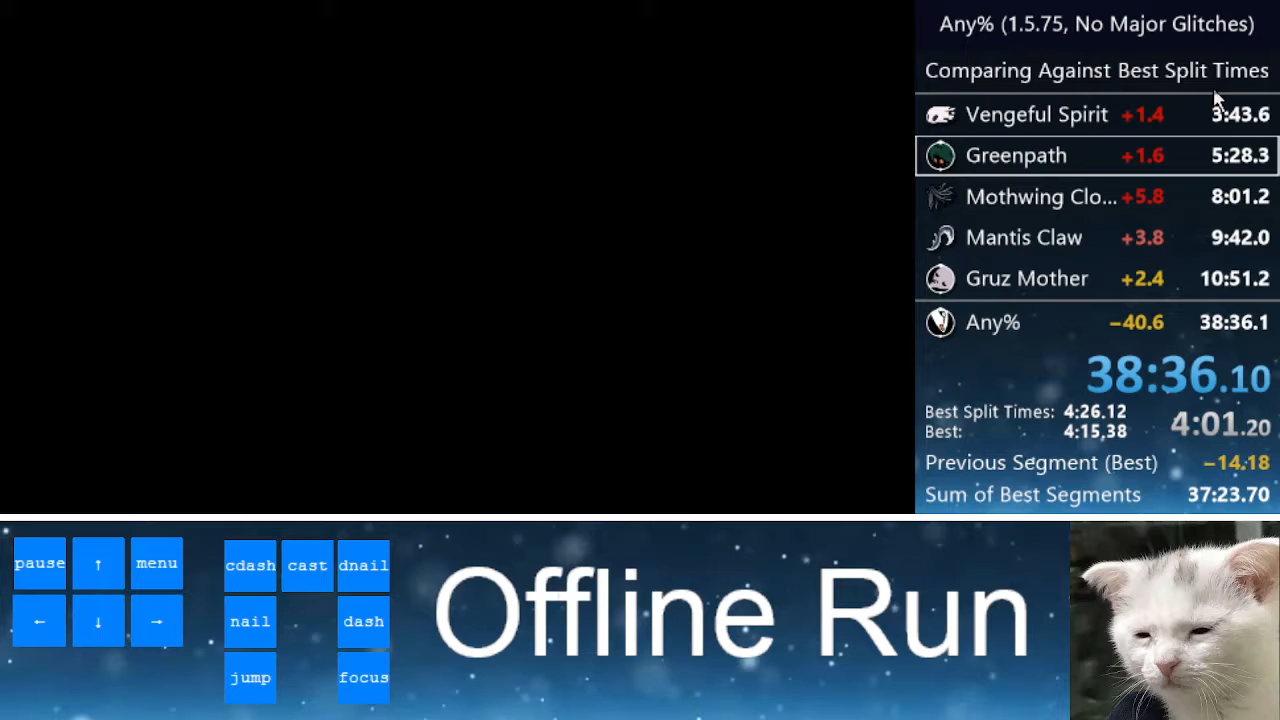 Any% (1.5.75, No Major Glitches)
Comparing Against Best Split Times
Vengeful Spirit +1.4 3:43.6
Greenpath +1.6 5:28.3
Mothwing Clo... +5.8 8:01.2
Mantis Claw +3.8 9:42.0
Gruz Mother +2.4 10:51.2
Any% −40.6 38:36.1
38:36.10
Best Split Times: 4:26.12
Best: 4:15.38
4:01.20
Previous Segment (Best) −14.18
Sum of Best Segments 37:23.70
pause ↑ menu
← ↓ →
cdash cast dnail
nail dash
jump focus
Offline Run